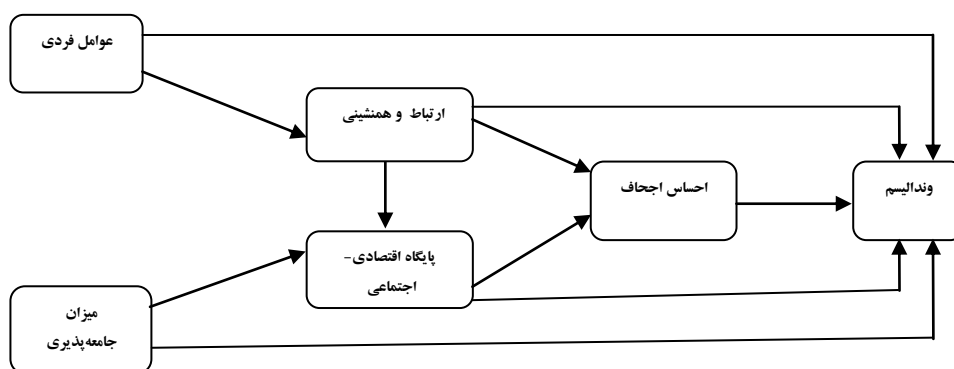 عوامل فردی
ارتباط و همنشینی
احساس اجحاف
وندالیسم
پایگاه اقتصادی-
اجتماعی
میزان
جامعه‌پذیری